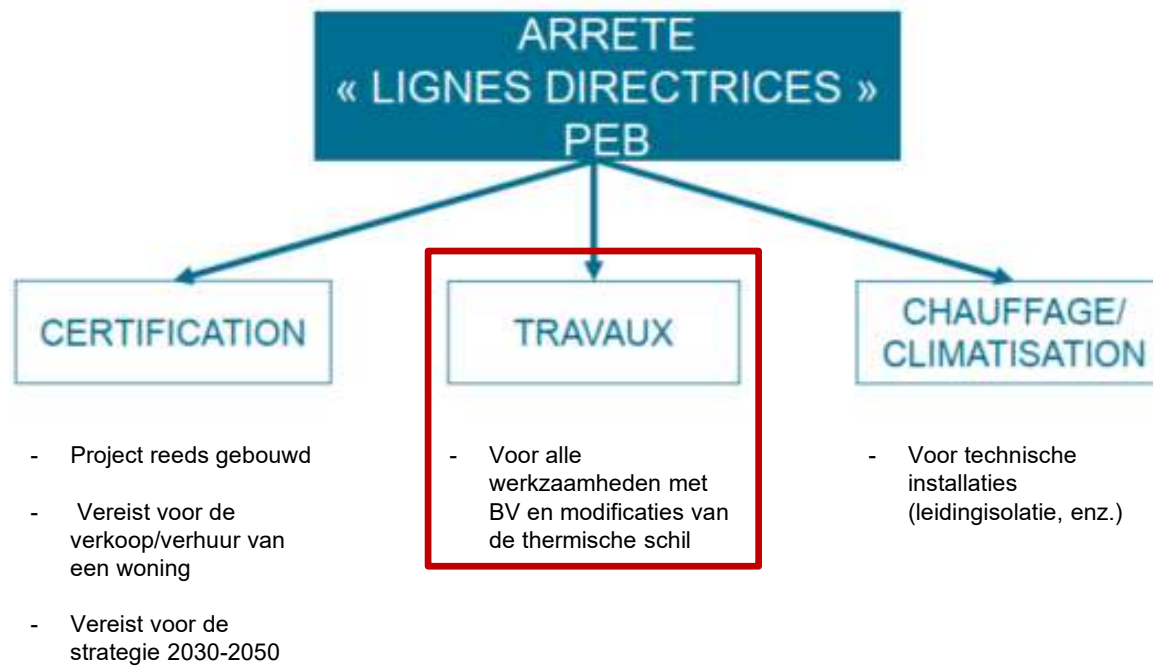 ARRETE
« LIGNES DIRECTRICES »
PEB
CERTIFICATION
TRAVAUX
CHAUFFAGE/
CLIMATISATION
- Project reeds gebouwd
- Vereist voor de
verkoop/verhuur van
een woning
- Vereist voor de
strategie 2030-2050
- Voor alle
werkzaamheden met
BV en modificaties van
de thermische schil
- Voor technische
installaties
(leidingisolatie, enz.)